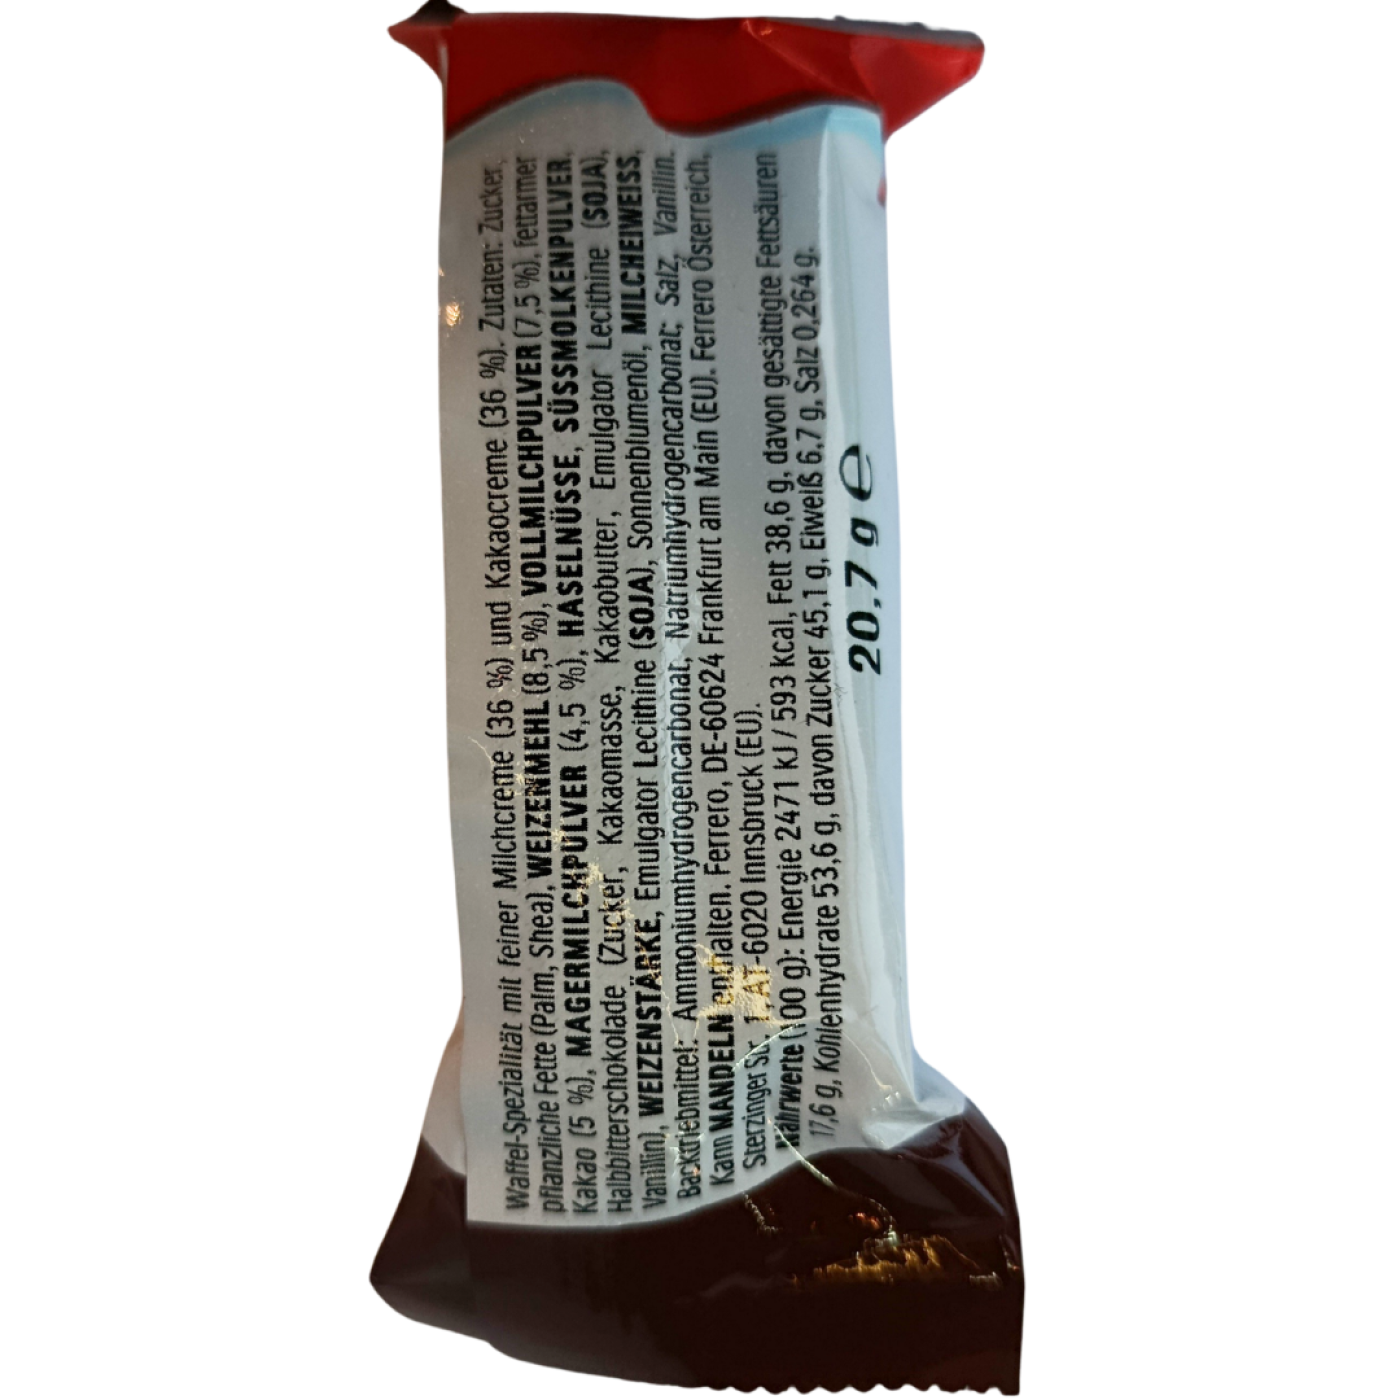 Waffel-Spezialität mit feiner Milchcreme (36 %) und Kakaocreme (36 %). Zutaten: Zucker,
pflanzliche Fette (Palm, Shea), WEIZENMEHL (8,5 %), VOLLMILCHPULVER (7,5 %), fettarmer
Kakao (5 %), MAGERMILCHPULVER (4,5 %), HASELNÜSSE, SÜSSMOLKENPULVER,
Halbbitterschokolade (Zucker, Kakaomasse, Kakaobutter, Emulgator Lecithine (SOJA),
Vanillin), WEIZENSTÄRKE, Emulgator Lecithine (SOJA), Sonnenblumenöl, MILCHEIWEISS,
Backtriebmittel: Ammoniumhydrogencarbonat, Natriumhydrogencarbonat; Salz, Vanillin.
Kann MANDELN enthalten. Ferrero, DE-60624 Frankfurt am Main (EU). Ferrero Österreich,
Sterzinger Str. 1, AT-6020 Innsbruck (EU).
Nährwerte (100 g): Energie 2471 kJ / 593 kcal, Fett 38,6 g, davon gesättigte Fettsäuren
17,6 g, Kohlenhydrate 53,6 g, davon Zucker 45,1 g, Eiweiß 6,7 g, Salz 0,264 g.
20,7 g e